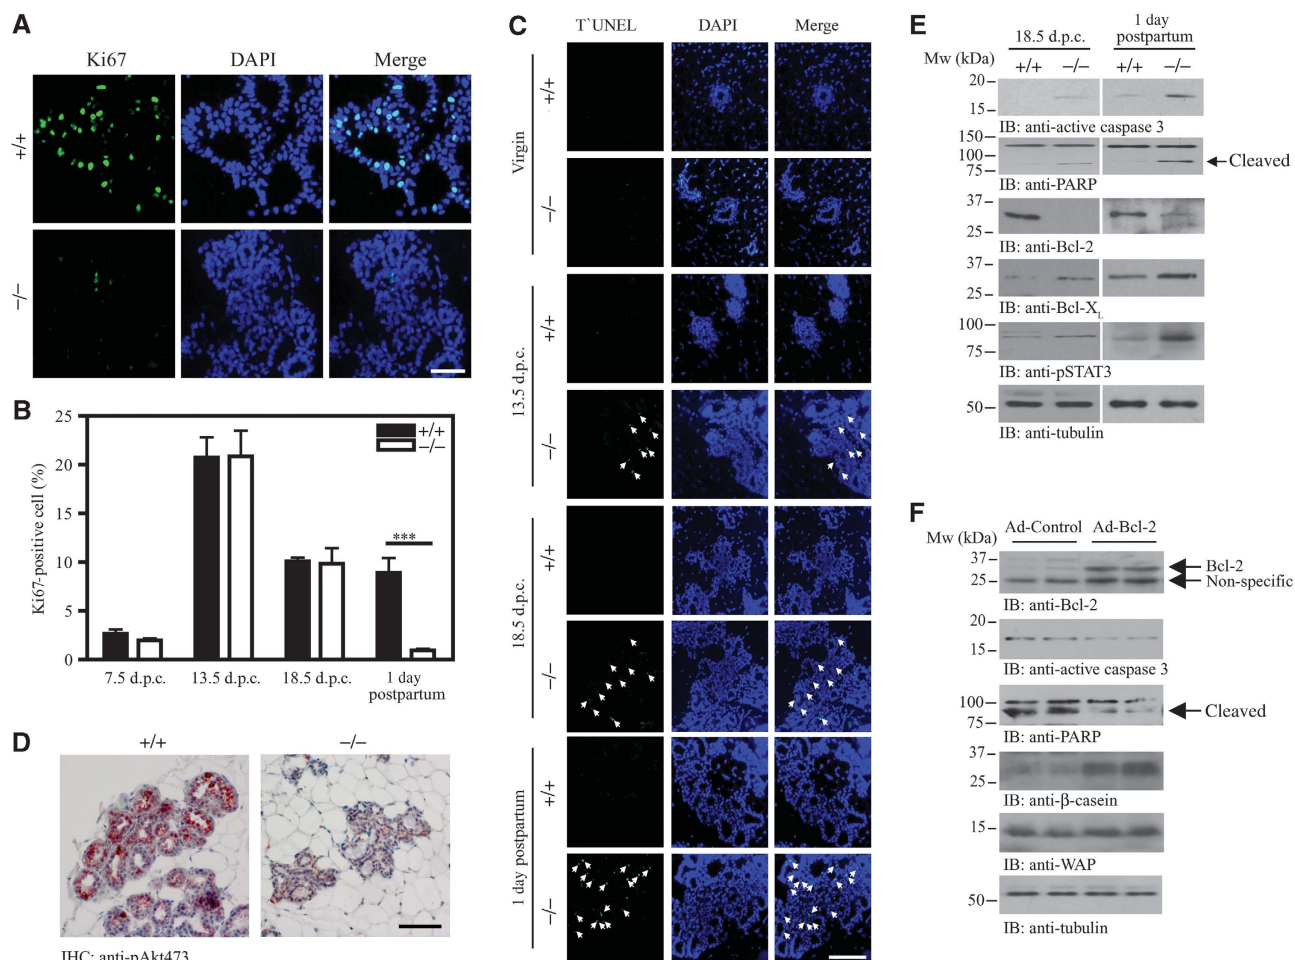 A
Ki67 DAPI Merge
+/+
−/−
B
Ki67-positive cell (%)
25
20
15
10
5
0
+/+
−/−
***
7.5 d.p.c. 13.5 d.p.c. 18.5 d.p.c. 1 day
postpartum
D
+/+ −/−
IHC: anti-pAkt473
C
T`UNEL DAPI Merge
Virgin
+/+
−/−
13.5 d.p.c.
+/+
−/−
18.5 d.p.c.
+/+
−/−
1 day postpartum
+/+
−/−
E
18.5 d.p.c. 1 day
postpartum
Mw (kDa) +/+ −/− +/+ −/−
20
15
IB: anti-active caspase 3
150
100
75
Cleaved
IB: anti-PARP
37
25
IB: anti-Bcl-2
37
25
IB: anti-Bcl-XL
100
75
IB: anti-pSTAT3
50
IB: anti-tubulin
F
Ad-Control Ad-Bcl-2
Mw (kDa)
37
25
Bcl-2
Non-specific
IB: anti-Bcl-2
20
15
IB: anti-active caspase 3
100
75
Cleaved
IB: anti-PARP
37
25
IB: anti-β-casein
15
IB: anti-WAP
50
IB: anti-tubulin